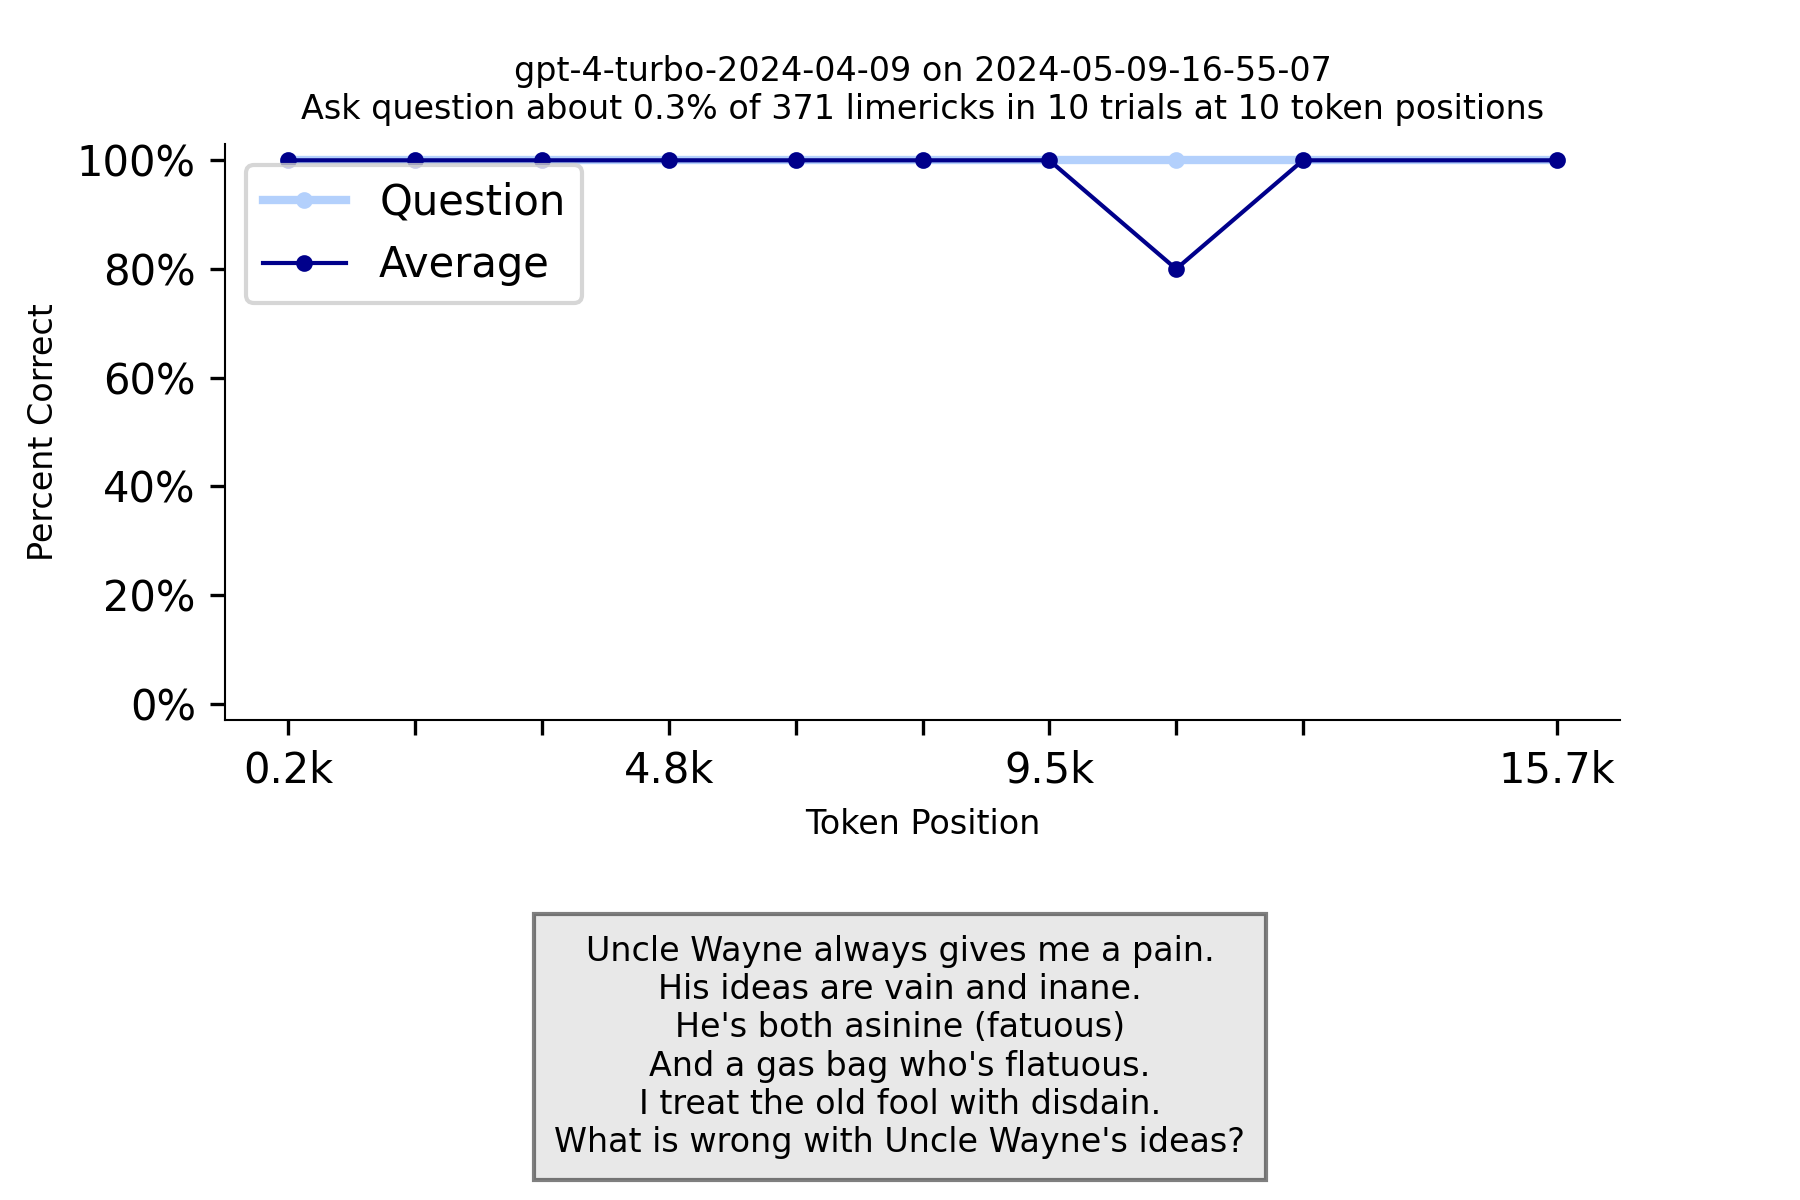 gpt-4-turbo-2024-04-09 on 2024-05-09-16-55-07
Ask question about 0.3% of 371 limericks in 10 trials at 10 token positions
100%
80%
60%
40%
20%
0%
Percent Correct
Question
Average
0.2k
4.8k
9.5k
15.7k
Token Position
Uncle Wayne always gives me a pain.
His ideas are vain and inane.
He's both asinine (fatuous)
And a gas bag who's flatuous.
I treat the old fool with disdain.
What is wrong with Uncle Wayne's ideas?